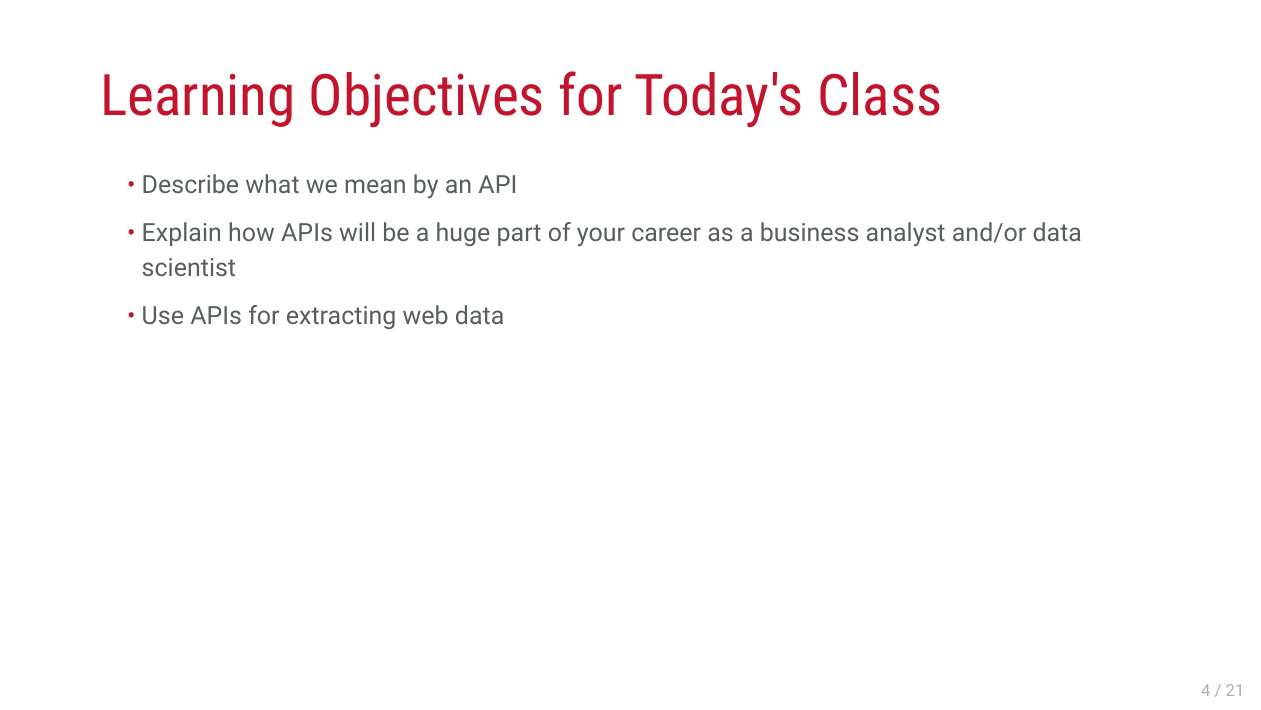 Learning Objectives for Today's Class
• Describe what we mean by an API
• Explain how APIs will be a huge part of your career as a business analyst and/or data
scientist
• Use APIs for extracting web data
4 / 21